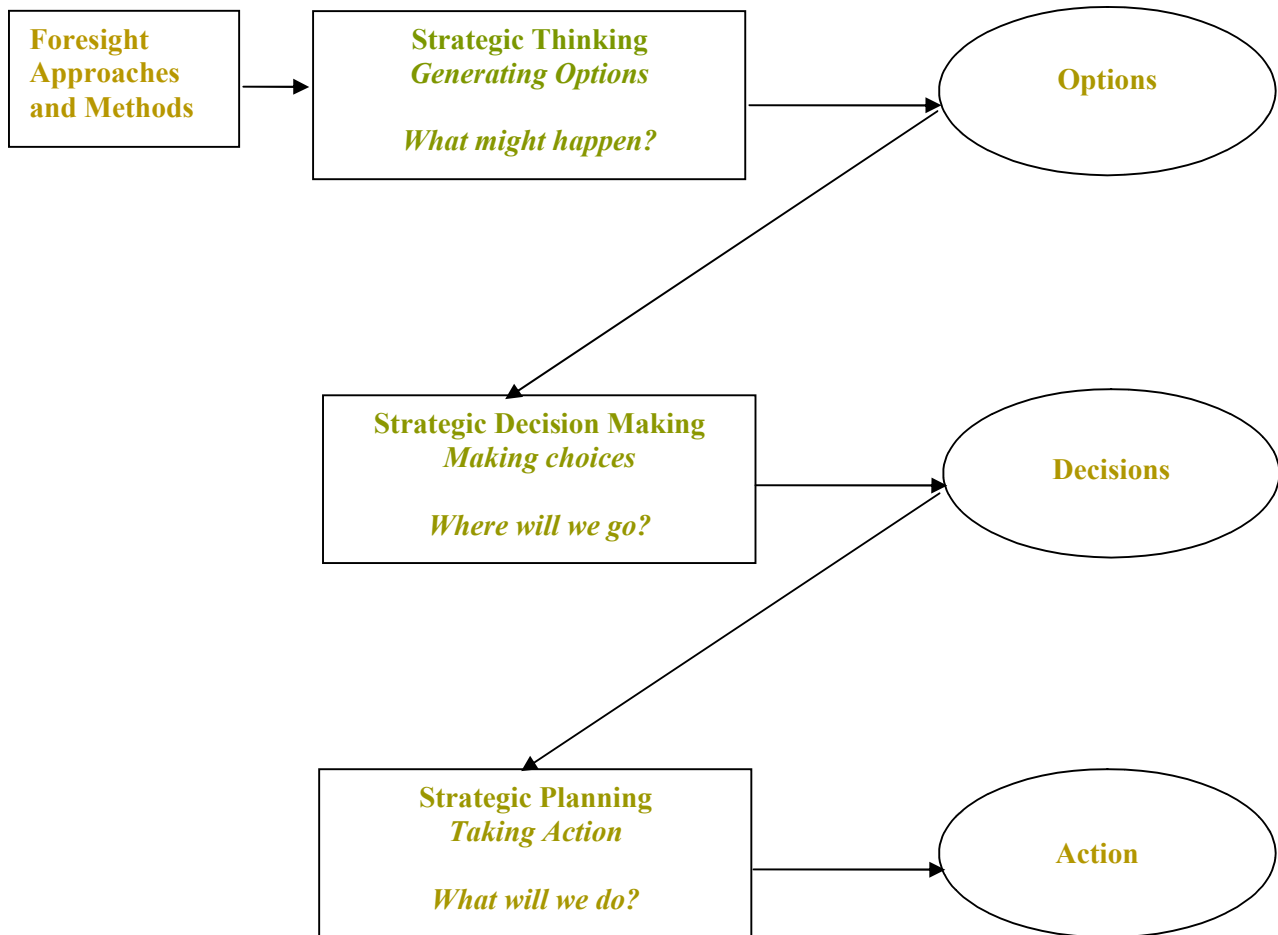 Foresight
Approaches
and Methods
Strategic Thinking
Generating Options
What might happen?
Options
Strategic Decision Making
Making choices
Where will we go?
Decisions
Strategic Planning
Taking Action
What will we do?
Action